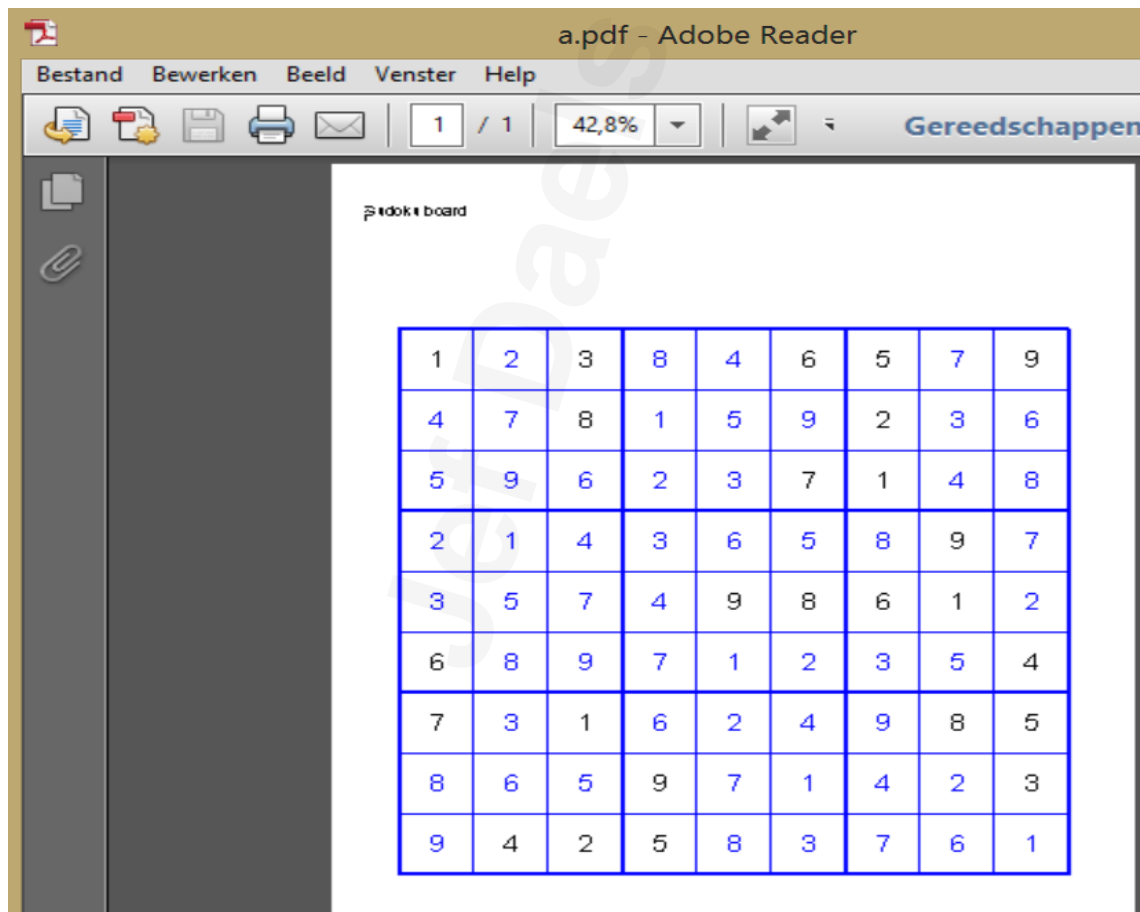 a.pdf - Adobe Reader
Bestand Bewerken Beeld Venster Help
1 / 1 42,8% Gereedschappen
Sudoku board
1 2 3 8 4 6 5 7 9
4 7 8 1 5 9 2 3 6
5 9 6 2 3 7 1 4 8
2 1 4 3 6 5 8 9 7
3 5 7 4 9 8 6 1 2
6 8 9 7 1 2 3 5 4
7 3 1 6 2 4 9 8 5
8 6 5 9 7 1 4 2 3
9 4 2 5 8 3 7 6 1
Jef Daels